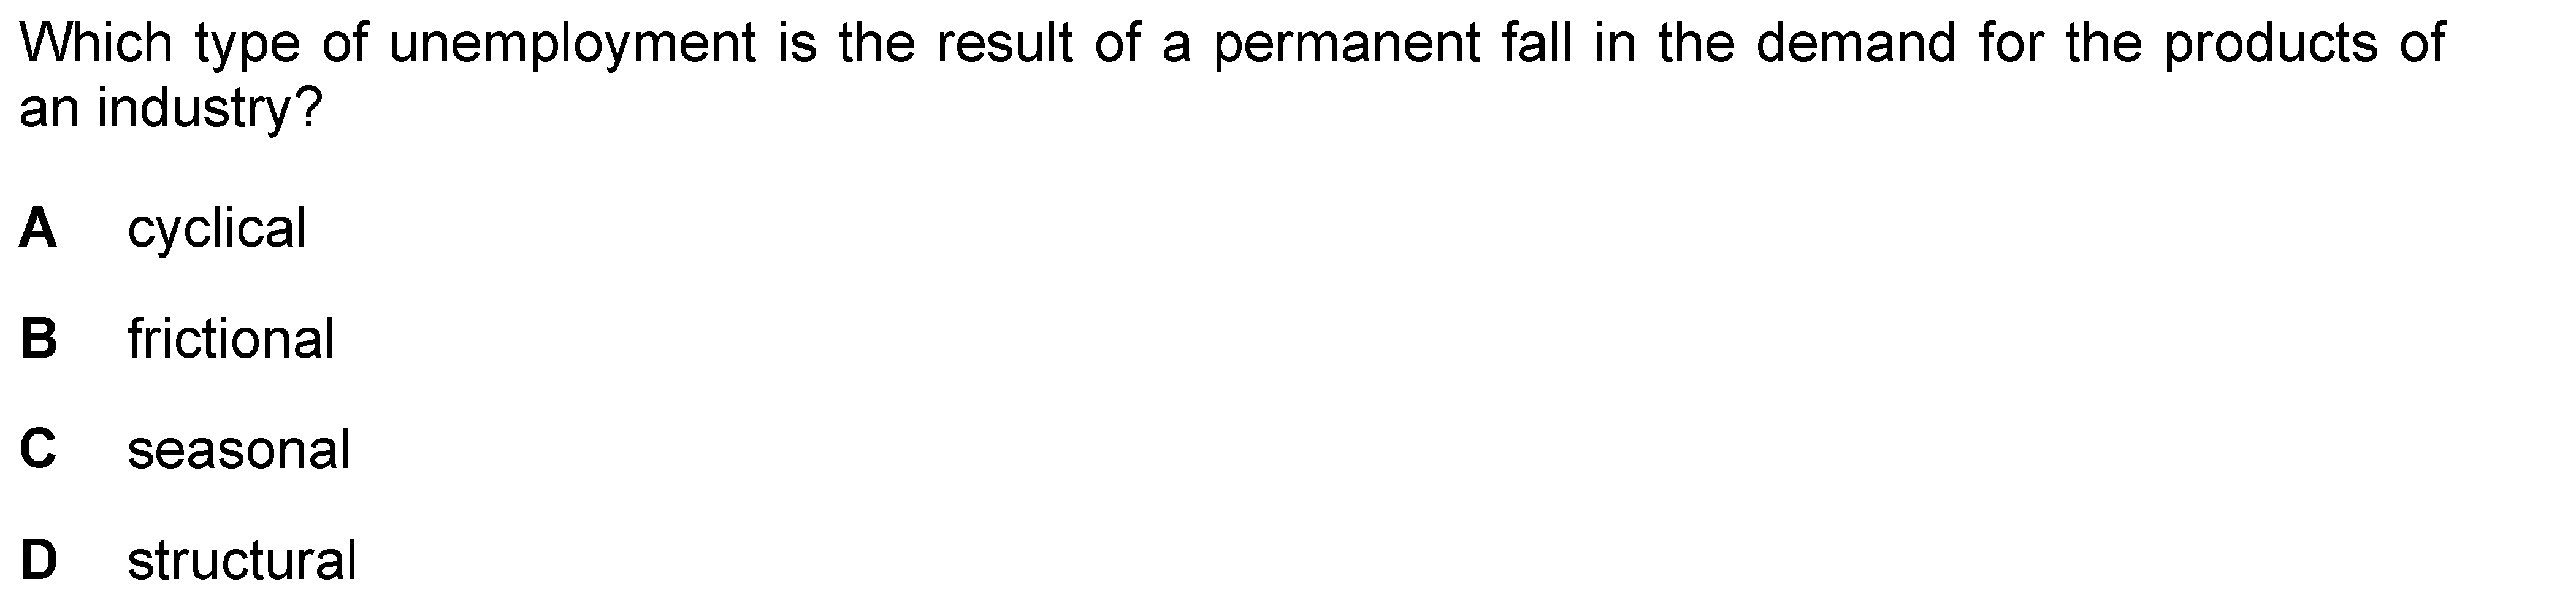 Which type of unemployment is the result of a permanent fall in the demand for the products of
an industry?
A cyclical
B frictional
C seasonal
D structural